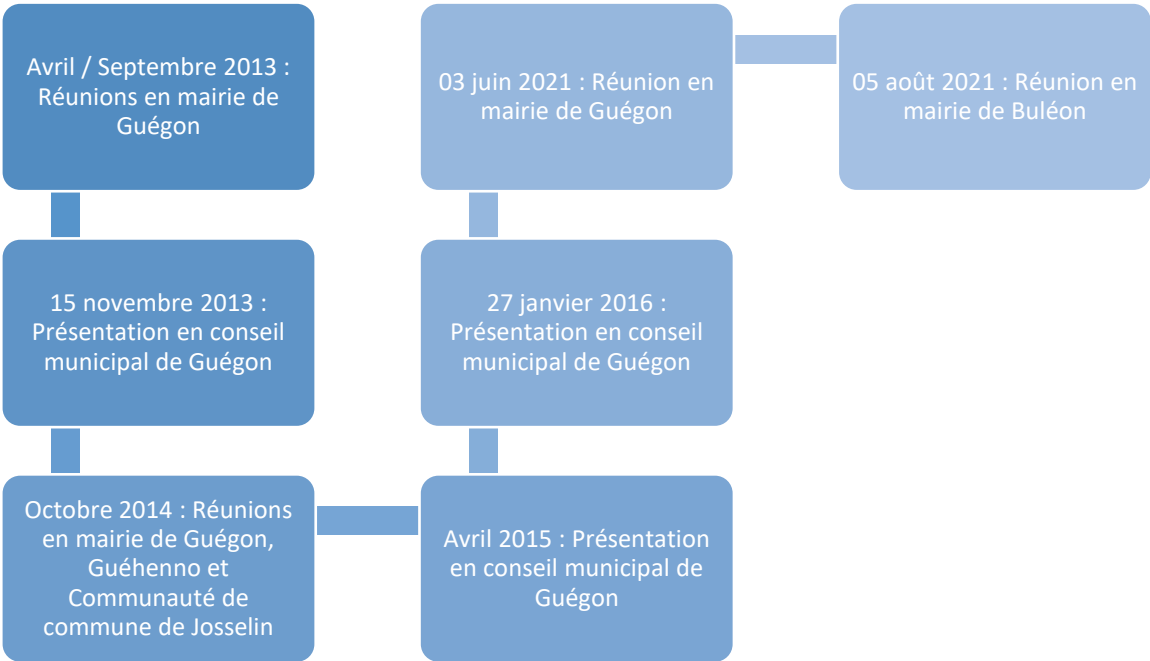 Avril / Septembre 2013 :
Réunions en mairie de
Guégon
15 novembre 2013 :
Présentation en conseil
municipal de Guégon
Octobre 2014 : Réunions
en mairie de Guégon,
Guéhenno et
Communauté de
commune de Josselin
Avril 2015 : Présentation
en conseil municipal de
Guégon
27 janvier 2016 :
Présentation en conseil
municipal de Guégon
03 juin 2021 : Réunion en
mairie de Guégon
05 août 2021 : Réunion en
mairie de Buléon